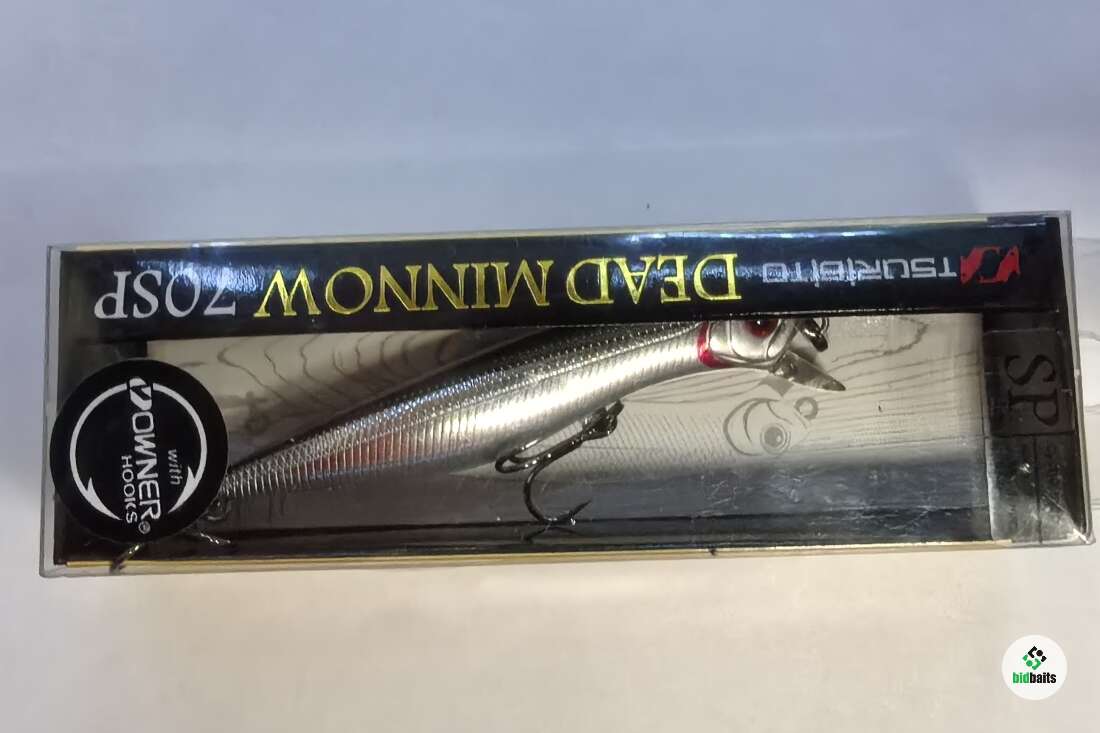 TSURIBITO DEAD MINNOW 70SP
SP
with
OWNER®
HOOKS
bidbaits